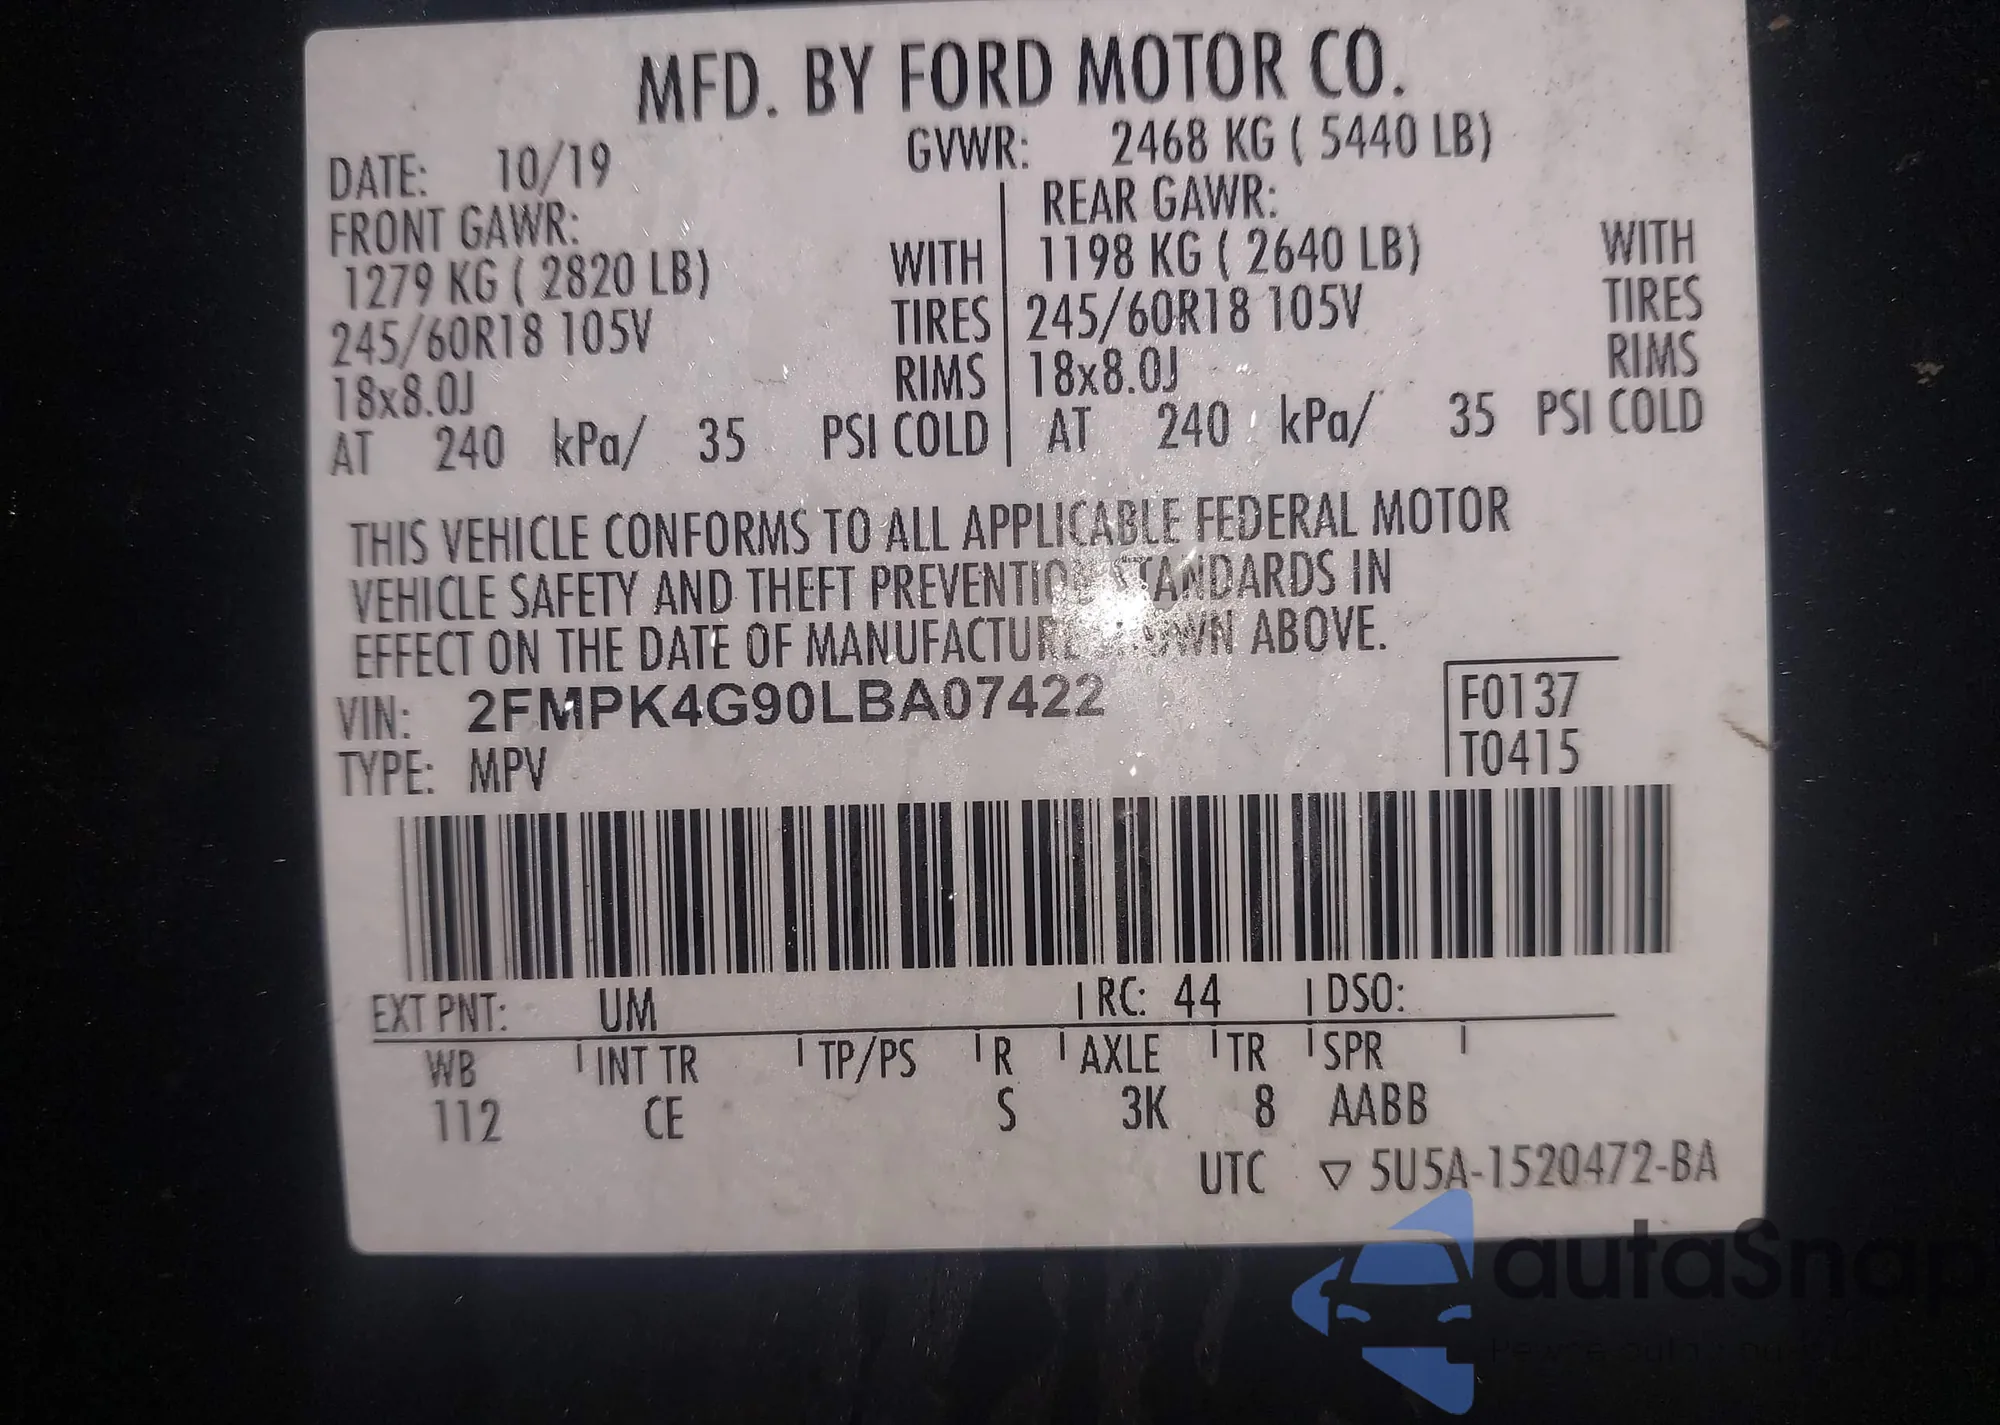 MFD. BY FORD MOTOR CO.
DATE: 10/19 GVWR: 2468 KG ( 5440 LB)
FRONT GAWR: REAR GAWR:
1279 KG ( 2820 LB) WITH 1198 KG ( 2640 LB) WITH
245/60R18 105V TIRES 245/60R18 105V TIRES
18x8.0J RIMS 18x8.0J RIMS
AT 240 kPa/ 35 PSI COLD AT 240 kPa/ 35 PSI COLD
THIS VEHICLE CONFORMS TO ALL APPLICABLE FEDERAL MOTOR
VEHICLE SAFETY AND THEFT PREVENTION STANDARDS IN
EFFECT ON THE DATE OF MANUFACTURE SHOWN ABOVE.
VIN: 2FMPK4G90LBA07422 F0137
TYPE: MPV T0415
EXT PNT: UM RC: 44 DSO:
WB INT TR TP/PS R AXLE TR SPR
112 CE S 3K 8 AABB
UTC ▽ 5U5A-1520472-BA
autaSnap